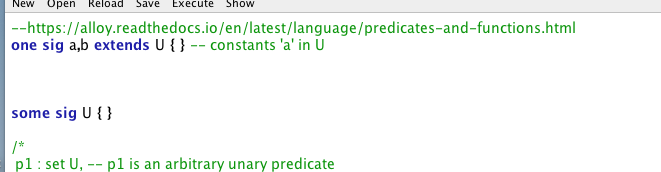 New Open Reload Save Execute Show
--https://alloy.readthedocs.io/en/latest/language/predicates-and-functions.html
one sig a,b extends U { } -- constants 'a' in U
some sig U { }
/*
p1 : set U, -- p1 is an arbitrary unary predicate